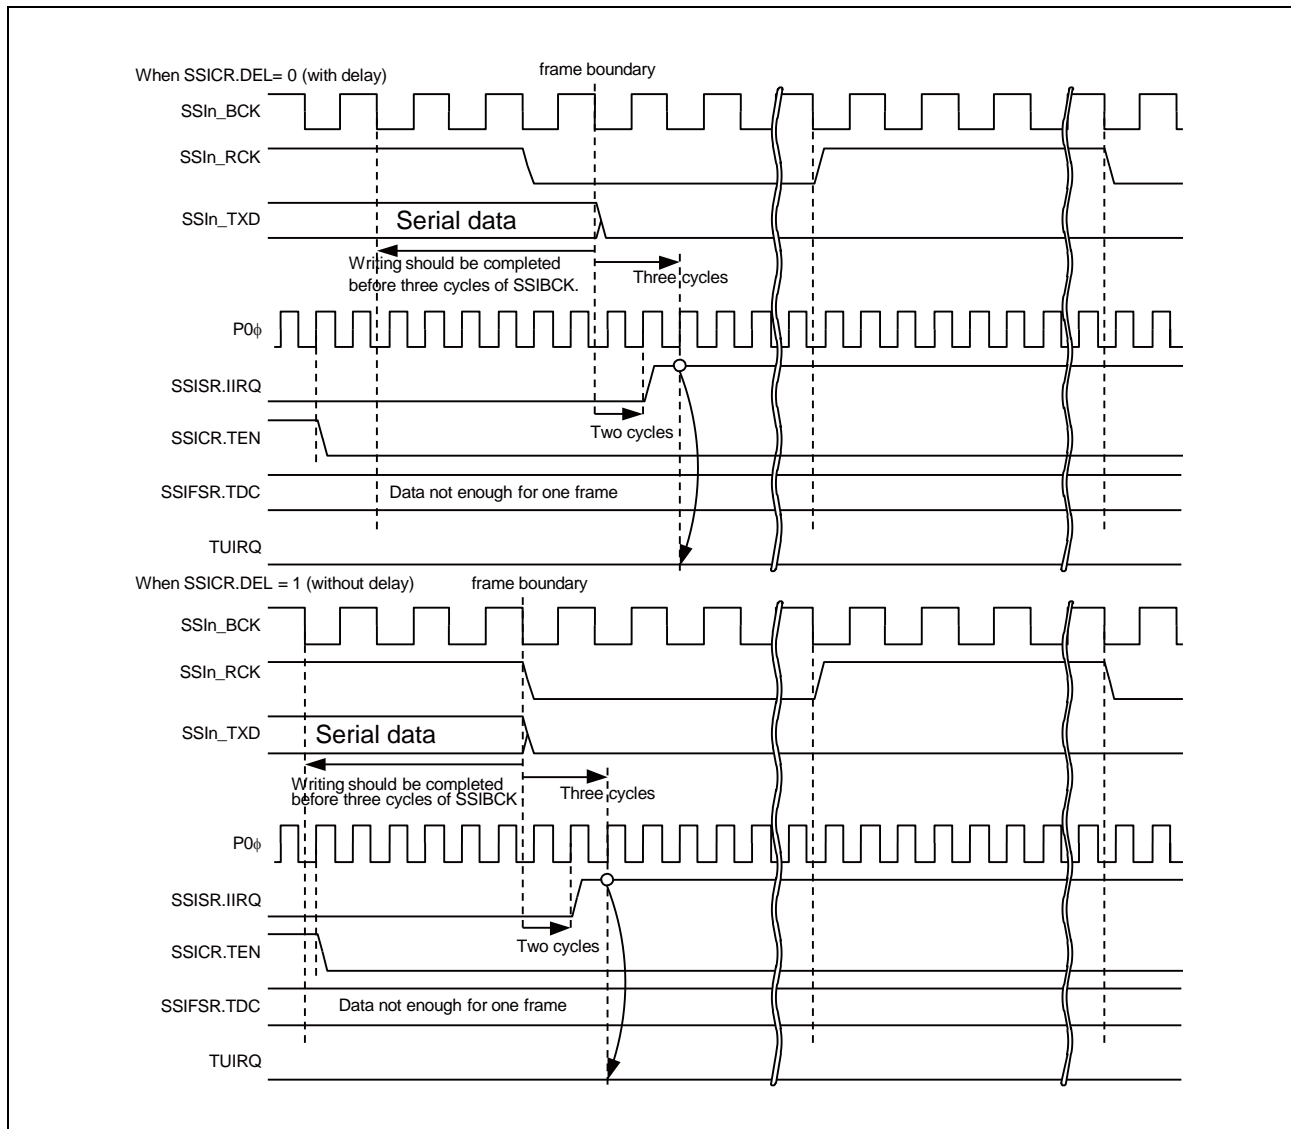 When SSICR.DEL= 0 (with delay)
frame boundary
SSIn_BCK
SSIn_RCK
SSIn_TXD
Serial data
Writing should be completed
before three cycles of SSIBCK.
Three cycles
P0ϕ
SSISR.IIRQ
Two cycles
SSICR.TEN
SSIFSR.TDC
Data not enough for one frame
TUIRQ
When SSICR.DEL = 1 (without delay)
frame boundary
SSIn_BCK
SSIn_RCK
SSIn_TXD
Serial data
Writing should be completed
before three cycles of SSIBCK
Three cycles
P0ϕ
SSISR.IIRQ
Two cycles
SSICR.TEN
SSIFSR.TDC
Data not enough for one frame
TUIRQ